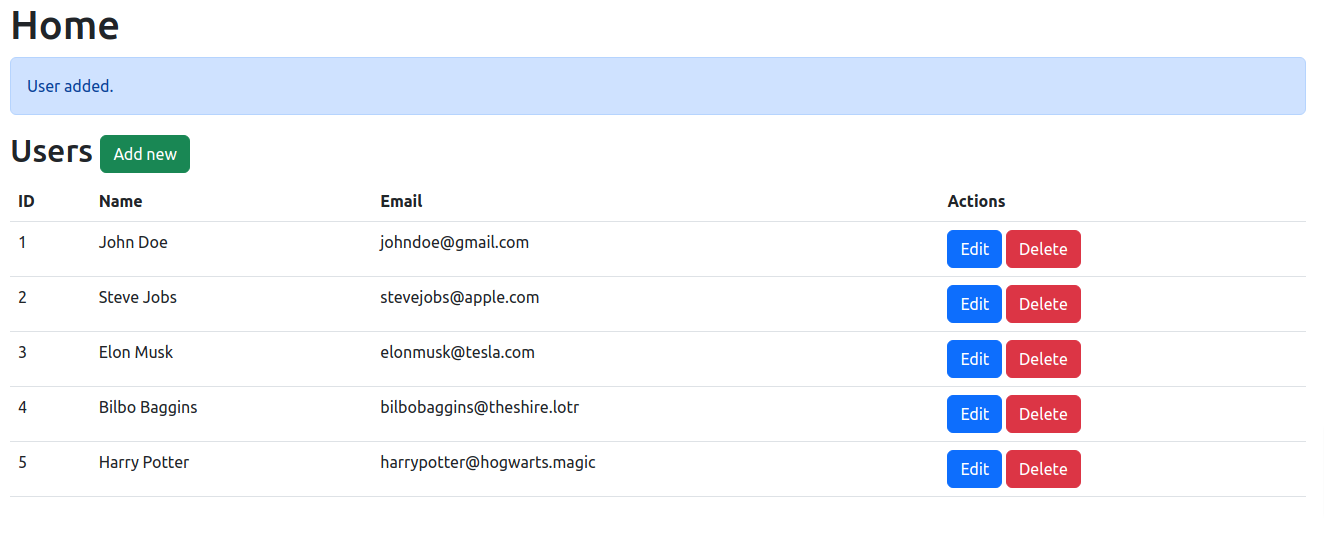 Home
User added.
Users Add new
ID Name Email Actions
1 John Doe johndoe@gmail.com Edit Delete
2 Steve Jobs stevejobs@apple.com Edit Delete
3 Elon Musk elonmusk@tesla.com Edit Delete
4 Bilbo Baggins bilbobaggins@theshire.lotr Edit Delete
5 Harry Potter harrypotter@hogwarts.magic Edit Delete